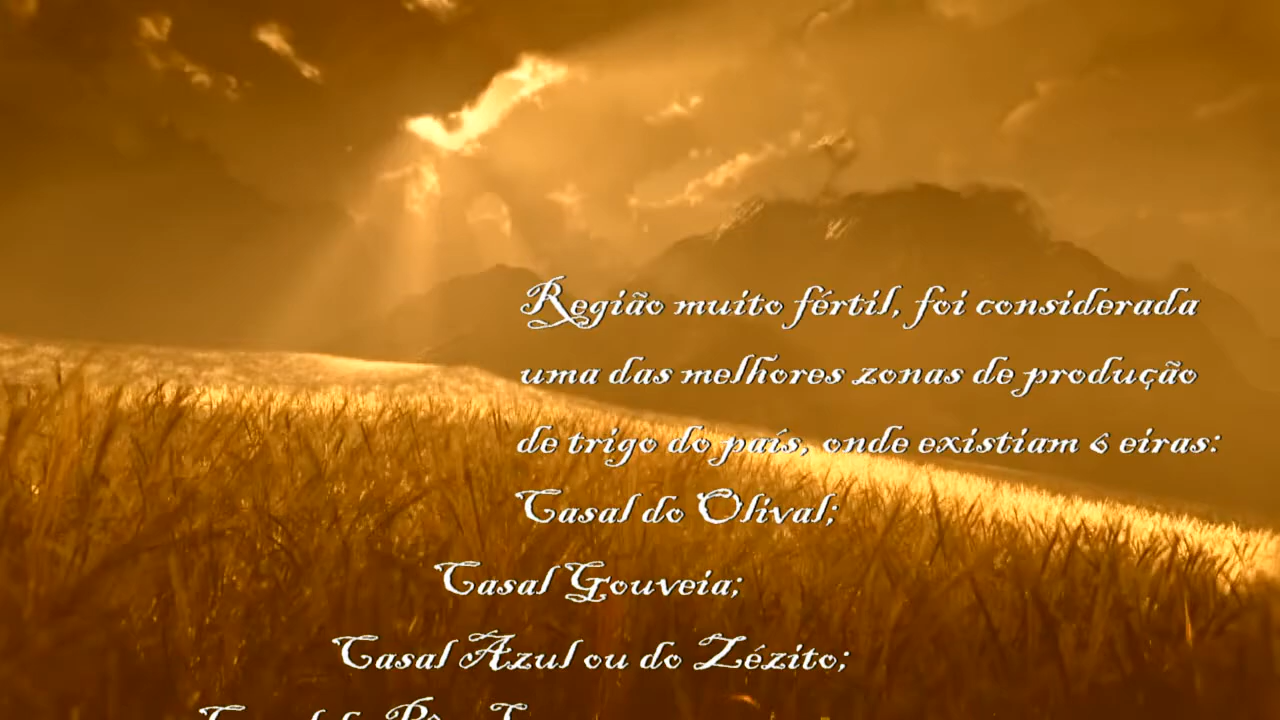 Região muito fértil, foi considerada
uma das melhores zonas de produção
de trigo do país, onde existiam 6 eiras:
Casal do Olival;
Casal Gouveia;
Casal Azul ou do Zézito;